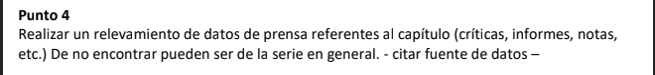 Punto 4
Realizar un relevamiento de datos de prensa referentes al capítulo (críticas, informes, notas,
etc.) De no encontrar pueden ser de la serie en general. - citar fuente de datos –